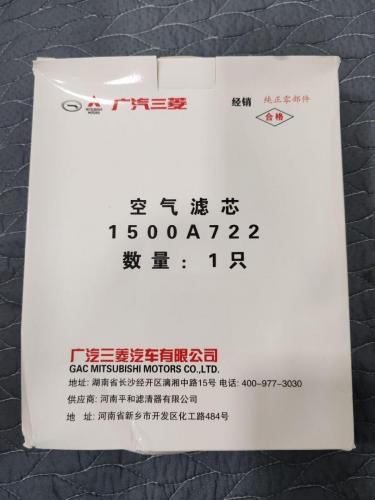 广汽三菱 经销 纯正零部件
MITSUBISHI
MOTORS
合格
空气滤芯
1500A722
数量：1只
广汽三菱汽车有限公司
GAC MITSUBISHI MOTORS CO.,LTD.
地址: 湖南省长沙经开区漓湘中路15号 电话: 400-977-3030
供应商: 河南平和滤清器有限公司
地 址: 河南省新乡市开发区化工路484号